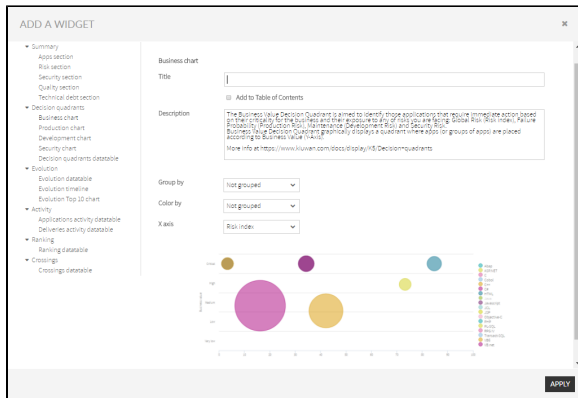 ADD A WIDGET
Summary
Apps section
Risk section
Security section
Quality section
Technical debt section
Decision quadrants
Business chart
Production chart
Development chart
Security chart
Decision quadrants datatable
Evolution
Evolution datatable
Evolution timeline
Evolution Top 10 chart
Activity
Applications activity datatable
Deliveries activity datatable
Ranking
Ranking datatable
Crossings
Crossings datatable
Business chart
Title
Add to Table of Contents
Description
The Business Value Decision Quadrant is aimed to identify those applications that require immediate action based
on their criticality for the business and their exposure to any of risks you are facing: Global Risk (Risk Index), Failure
Probability (Production Risk), Maintenance (Development Risk) and Security Risk.
Business Value Decision Quadrant graphically displays a quadrant where apps (or groups of apps) are placed
according to Business Value (Y-Axis).
More info at https://www.kiuwan.com/docs/display/K5/Decision+quadrants
Group by
Not grouped
Color by
Not grouped
X axis
Risk index
APPLY